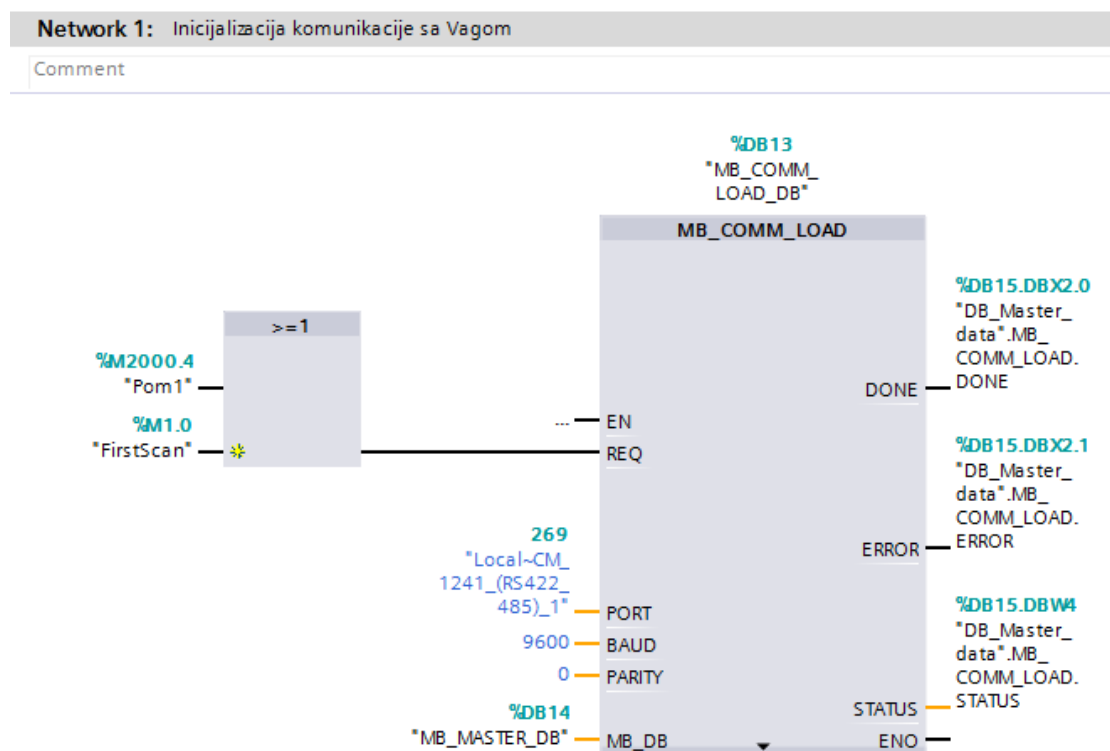 Network 1: Inicijalizacija komunikacije sa Vagom
Comment
%DB13
"MB_COMM_
LOAD_DB"
MB_COMM_LOAD
>=1
%M2000.4
"Pom1"
%M1.0
"FirstScan"
... EN
REQ
269
"Local~CM_
1241_(RS422_
485)_1"
PORT
9600 BAUD
0 PARITY
%DB14
"MB_MASTER_DB" MB_DB
%DB15.DBX2.0
"DB_Master_
data".MB_
COMM_LOAD.
DONE DONE
%DB15.DBX2.1
"DB_Master_
data".MB_
COMM_LOAD.
ERROR ERROR
%DB15.DBW4
"DB_Master_
data".MB_
COMM_LOAD.
STATUS STATUS
ENO